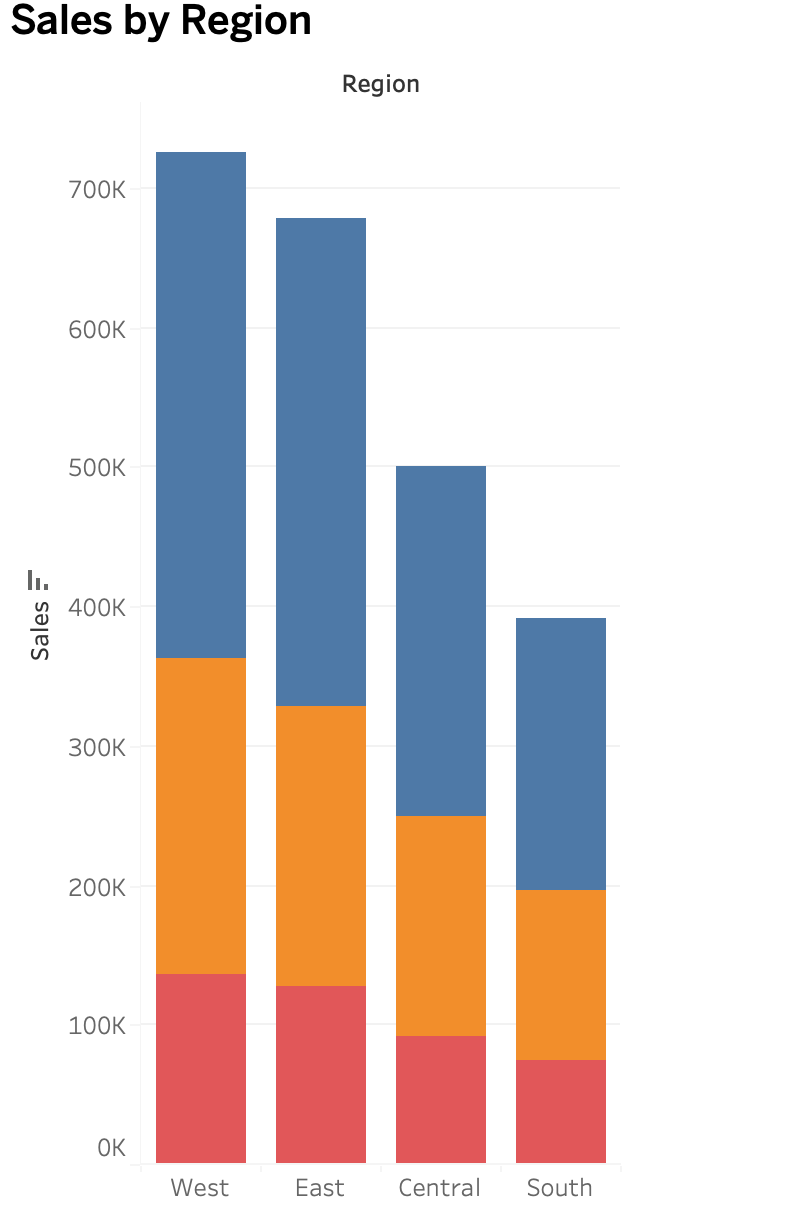 Sales by Region
Region
700K
600K
500K
400K
300K
200K
100K
0K
Sales
West East Central South